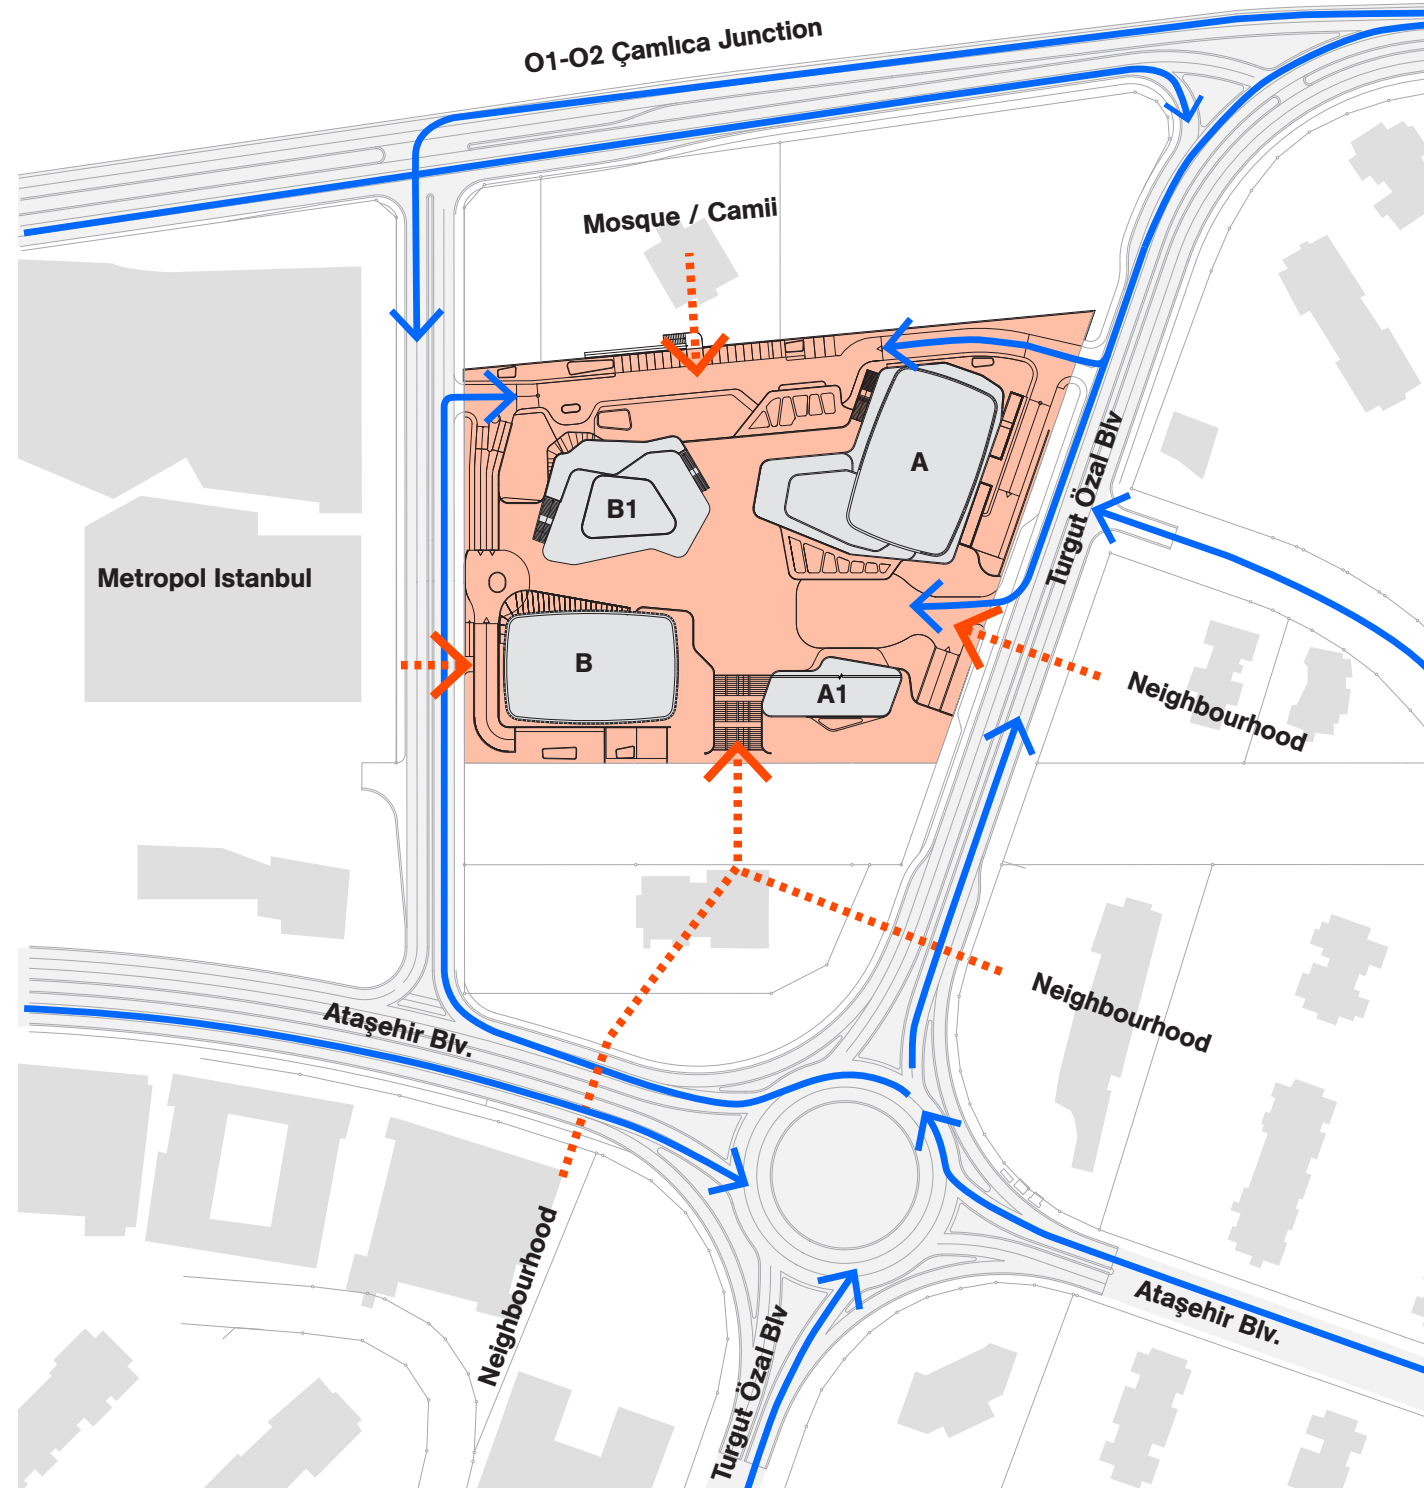 O1-O2 Çamlıca Junction
Mosque / Camii
A
Turgut Özal Blv
B1
Metropol Istanbul
B
A1
Neighbourhood
Neighbourhood
Ataşehir Blv.
Neighbourhood
Turgut Özal Blv
Ataşehir Blv.